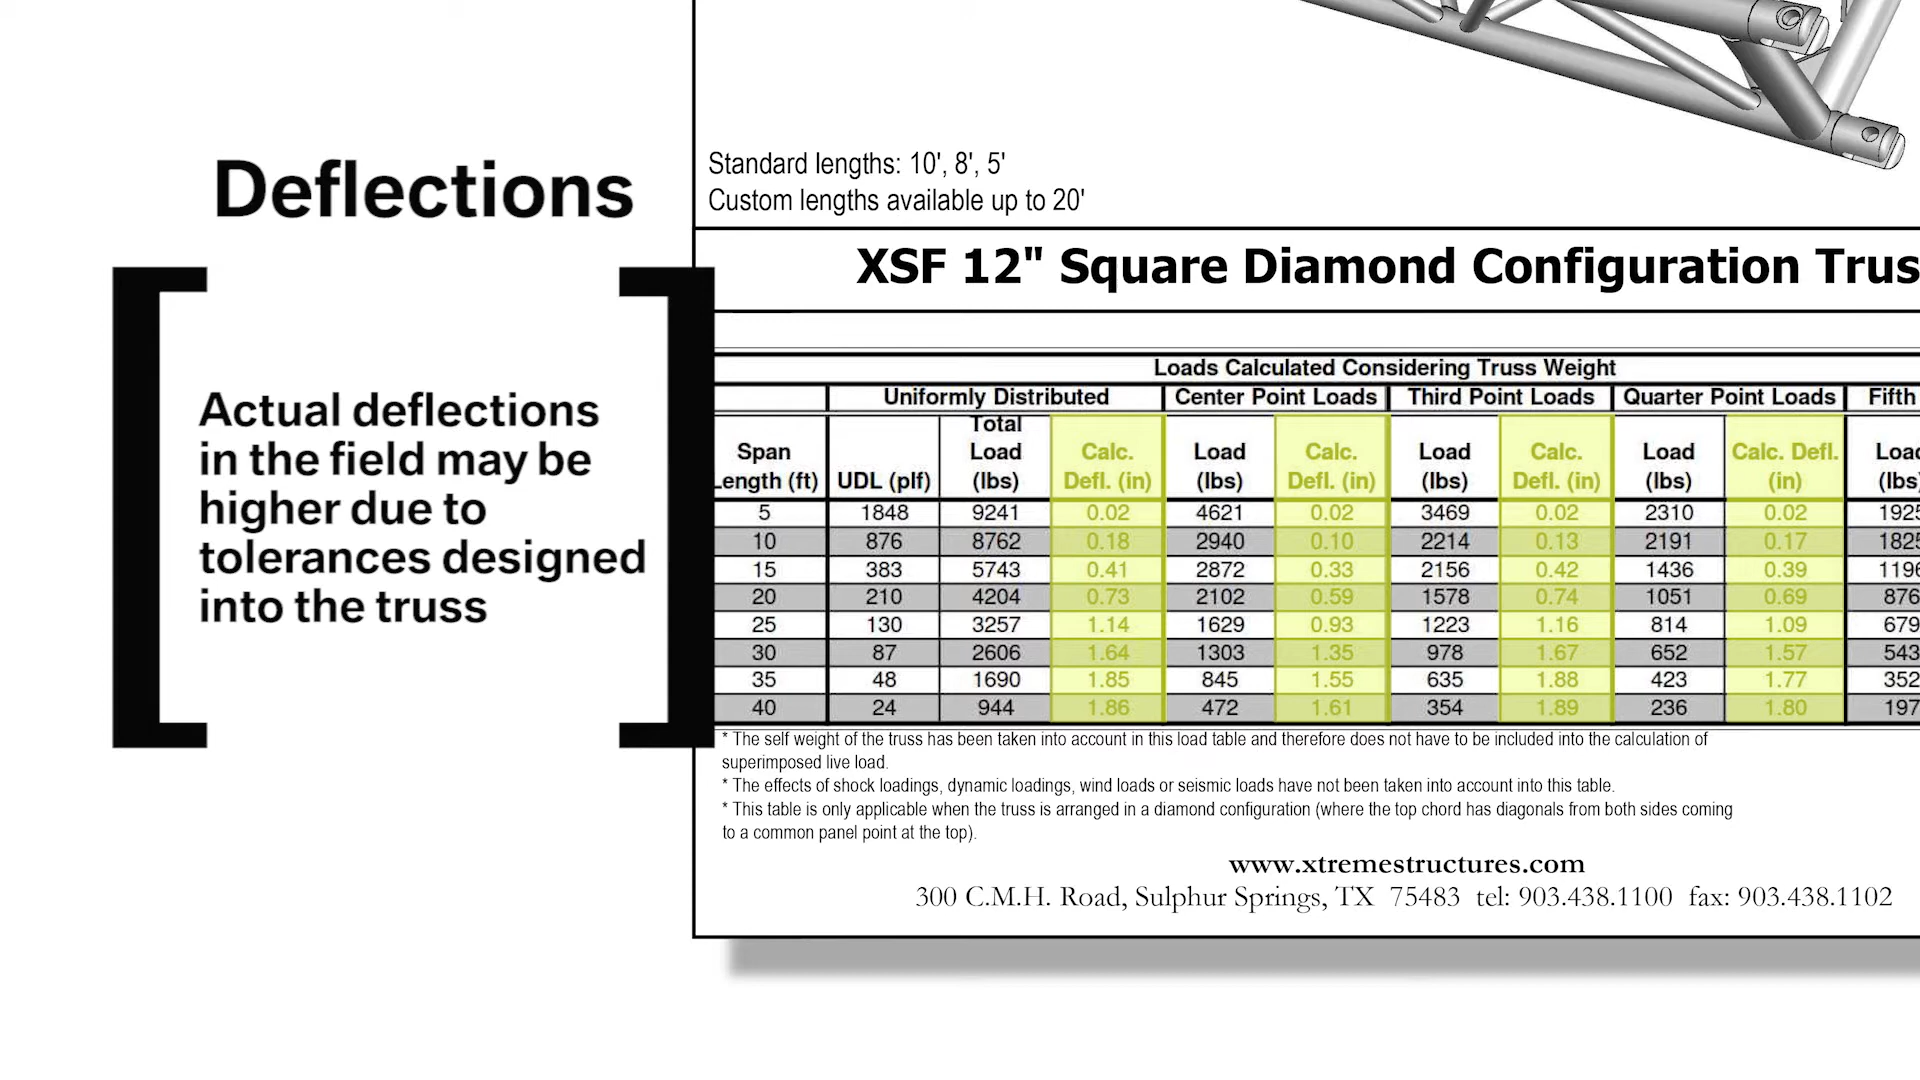 Deflections
Actual deflections
in the field may be
higher due to
tolerances designed
into the truss
Standard lengths: 10', 8', 5'
Custom lengths available up to 20'
XSF 12" Square Diamond Configuration Trus
Loads Calculated Considering Truss Weight
Uniformly Distributed Center Point Loads Third Point Loads Quarter Point Loads Fifth
Span Length (ft) UDL (plf) Total Load (lbs) Calc. Defl. (in) Load (lbs) Calc. Defl. (in) Load (lbs) Calc. Defl. (in) Load (lbs) Calc. Defl. (in) Load (lbs)
5 1848 9241 0.02 4621 0.02 3469 0.02 2310 0.02 1925
10 876 8762 0.18 2940 0.10 2214 0.13 2191 0.17 1825
15 383 5743 0.41 2872 0.33 2156 0.42 1436 0.39 1196
20 210 4204 0.73 2102 0.59 1578 0.74 1051 0.69 876
25 130 3257 1.14 1629 0.93 1223 1.16 814 1.09 679
30 87 2606 1.64 1303 1.35 978 1.67 652 1.57 543
35 48 1690 1.85 845 1.55 635 1.88 423 1.77 352
40 24 944 1.86 472 1.61 354 1.89 236 1.80 197
* The self weight of the truss has been taken into account in this load table and therefore does not have to be included into the calculation of
superimposed live load.
* The effects of shock loadings, dynamic loadings, wind loads or seismic loads have not been taken into account into this table.
* This table is only applicable when the truss is arranged in a diamond configuration (where the top chord has diagonals from both sides coming
to a common panel point at the top).
www.xtremestructures.com
300 C.M.H. Road, Sulphur Springs, TX 75483 tel: 903.438.1100 fax: 903.438.1102